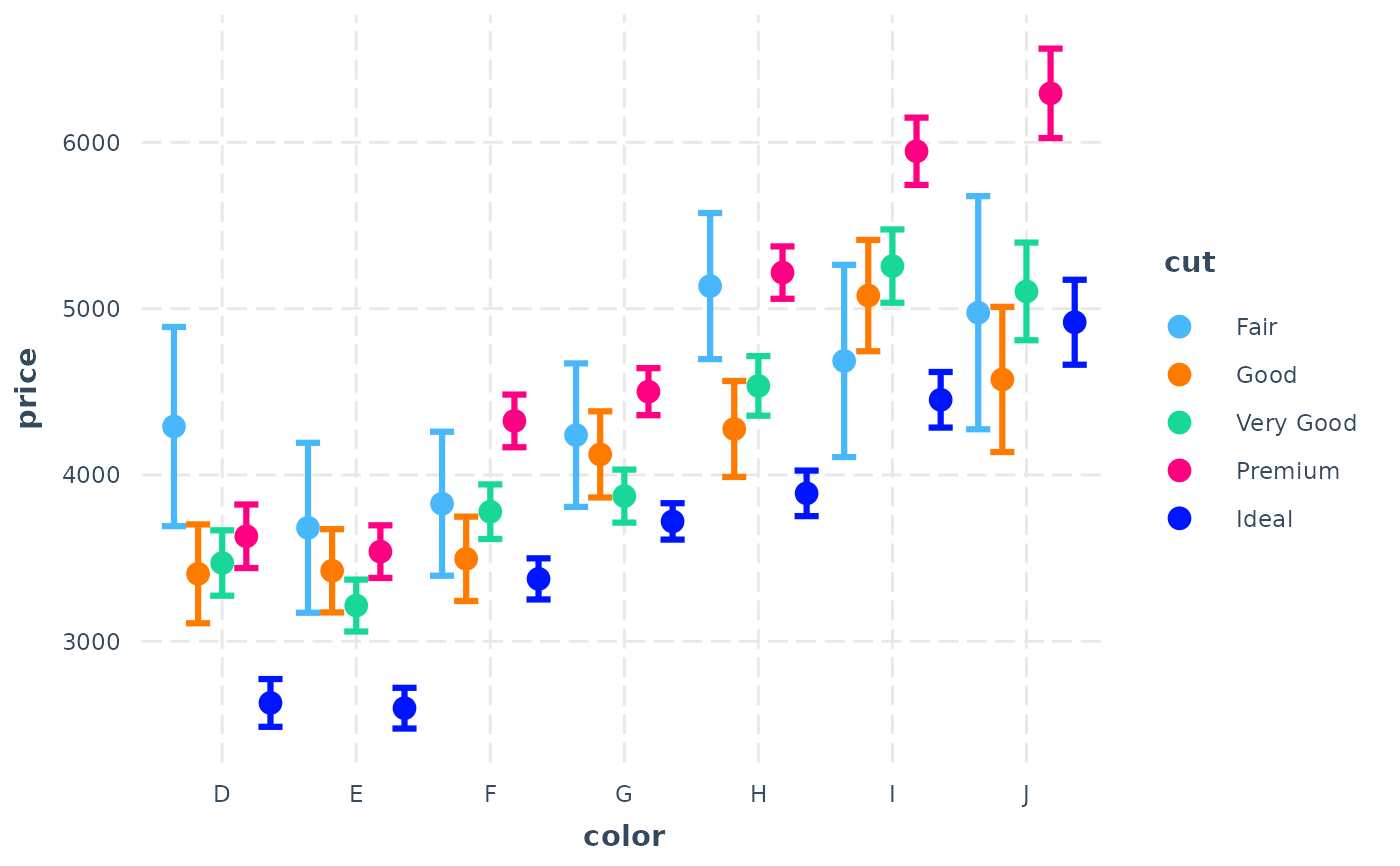 price
6000
5000
4000
3000
D E F G H I J
color
cut
Fair
Good
Very Good
Premium
Ideal